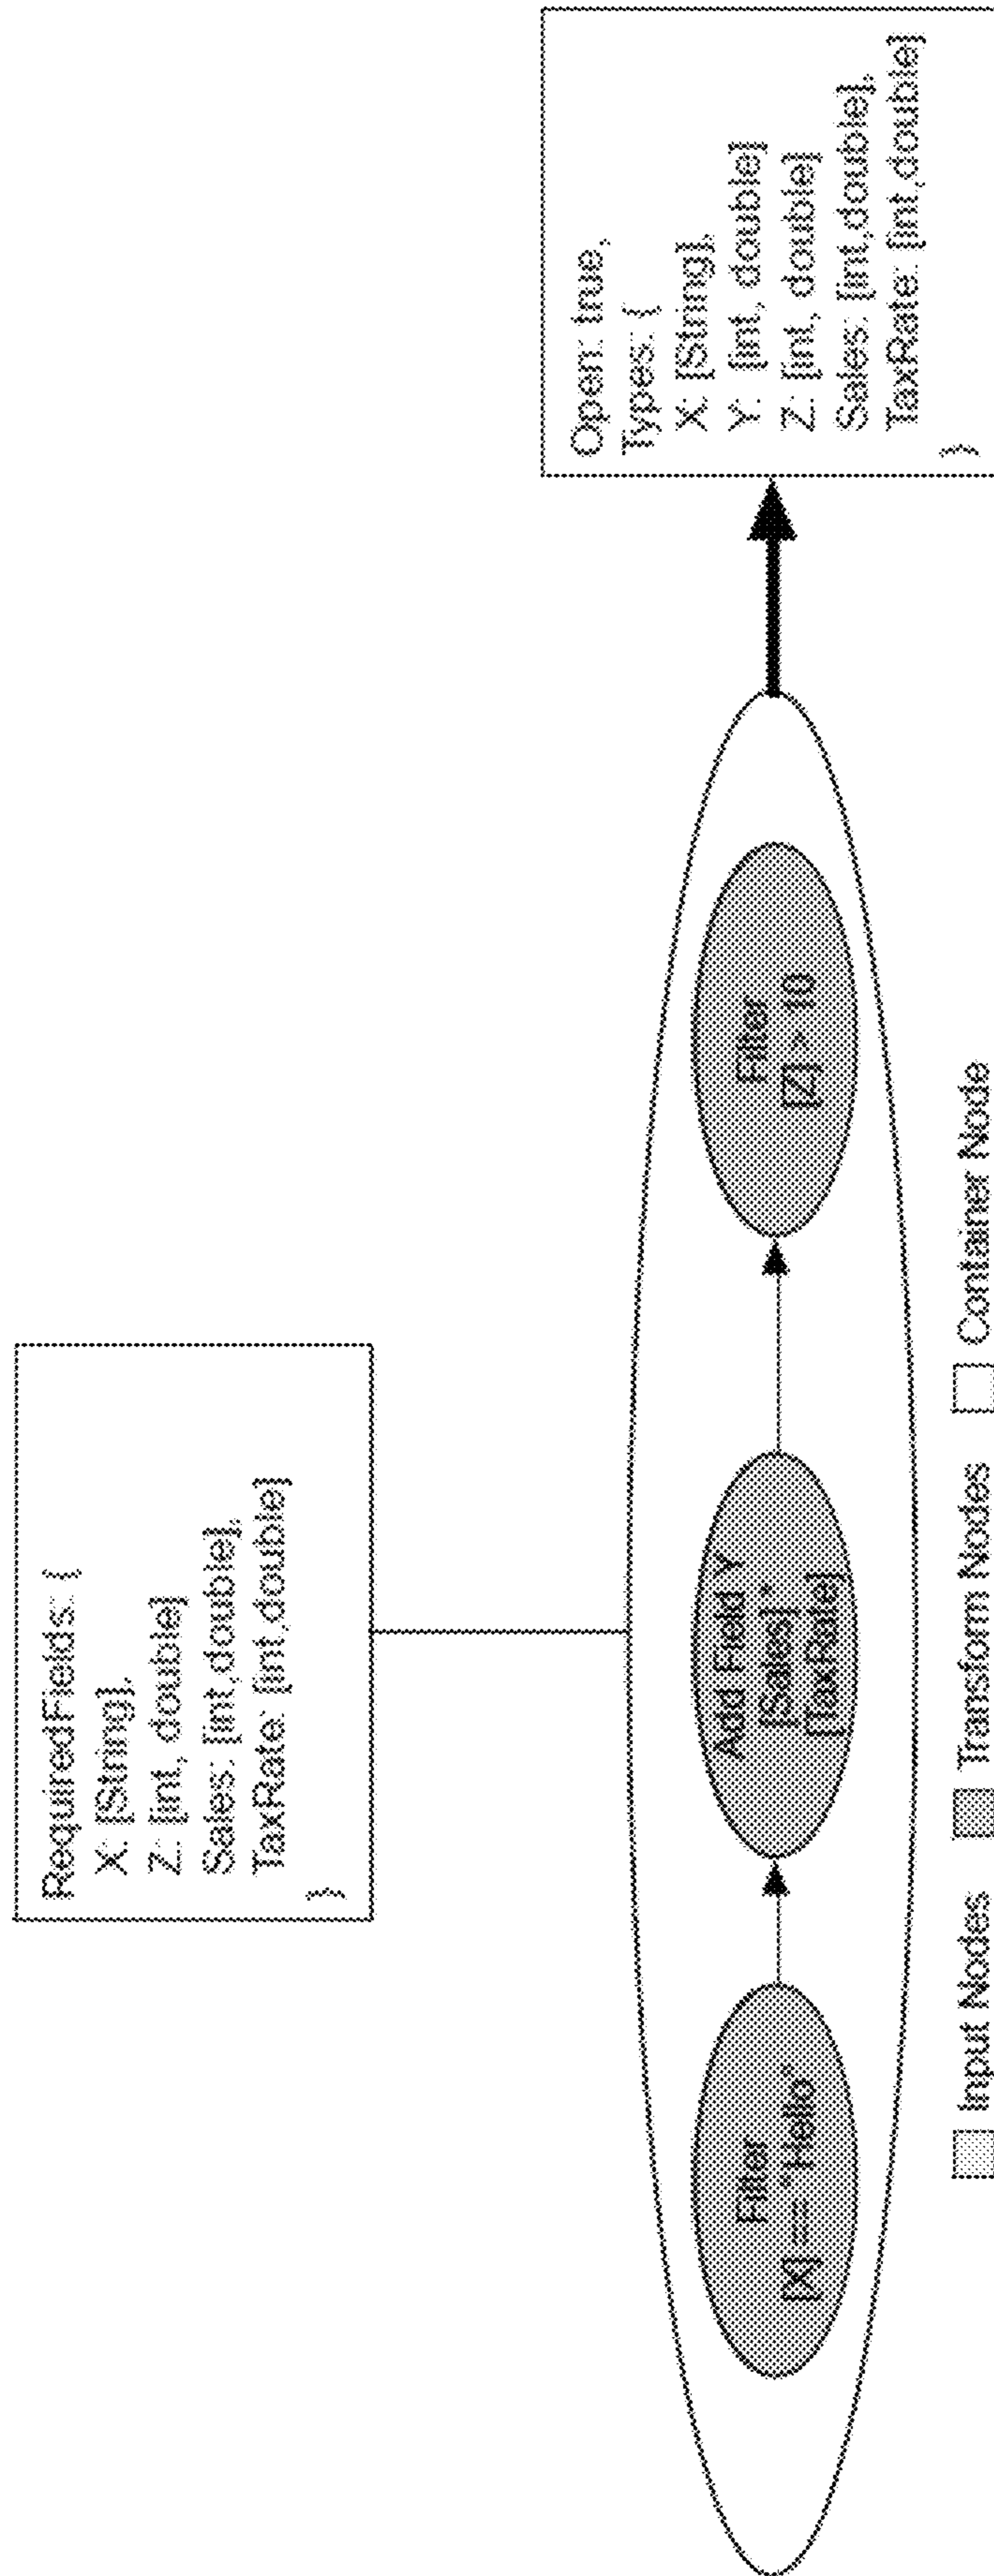 RequiredFields: {
X: [String],
Z: [int, double]
Sales: [int,double],
TaxRate: [int,double]
}
Filter
[X] == "Hello"
Add Field Y
[Sales] *
[TaxRate]
Filter
[Z] > 10
Open: true,
Types: {
X: [String],
Y: [int, double]
Z: [int, double]
Sales: [int,double],
TaxRate: [int,double]
}
Input Nodes
Transform Nodes
Container Node